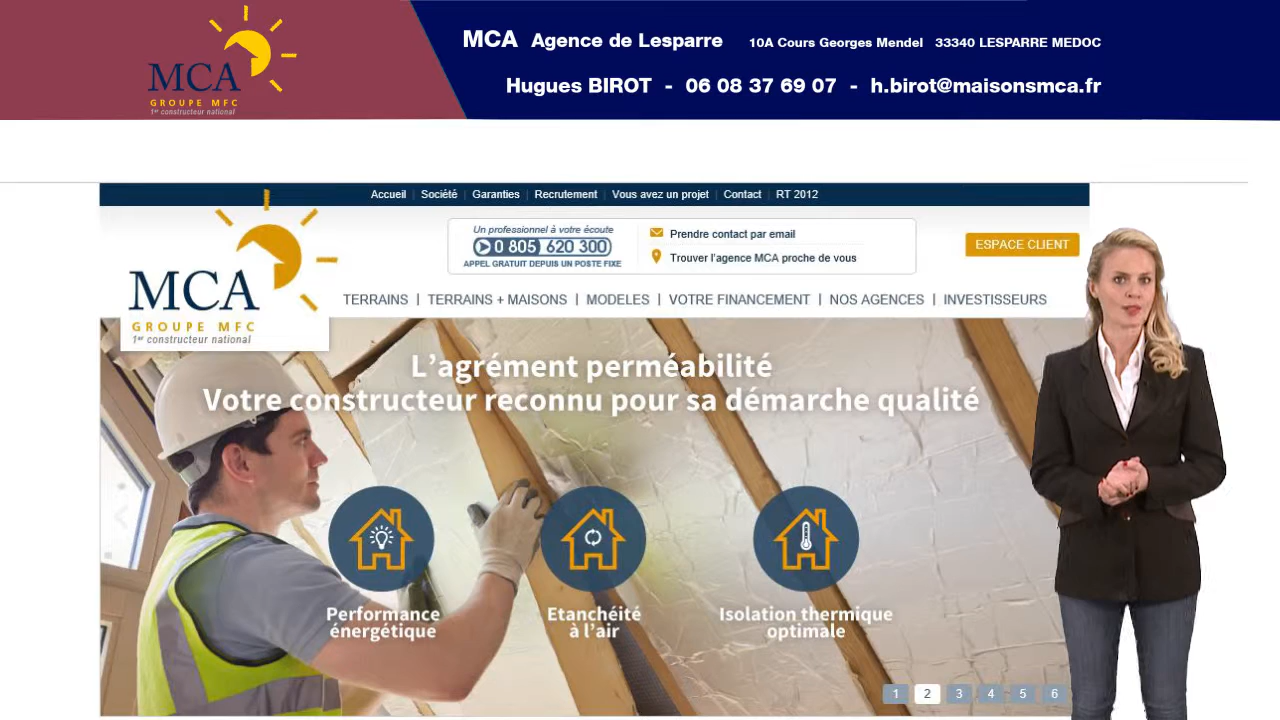 MCA
GROUPE MFC
1er constructeur national
MCA Agence de Lesparre 10A Cours Georges Mendel 33340 LESPARRE MEDOC
Hugues BIROT - 06 08 37 69 07 - h.birot@maisonsmca.fr
Accueil | Société | Garanties | Recrutement | Vous avez un projet | Contact | RT 2012
Un professionnel à votre écoute
0 805 620 300
APPEL GRATUIT DEPUIS UN POSTE FIXE
Prendre contact par email
Trouver l'agence MCA proche de vous
ESPACE CLIENT
MCA
GROUPE MFC
1er constructeur national
TERRAINS | TERRAINS + MAISONS | MODELES | VOTRE FINANCEMENT | NOS AGENCES | INVESTISSEURS
L'agrément perméabilité
Votre constructeur reconnu pour sa démarche qualité
Performance
énergétique
Etanchéité
à l'air
Isolation thermique
optimale
1 2 3 4 5 6